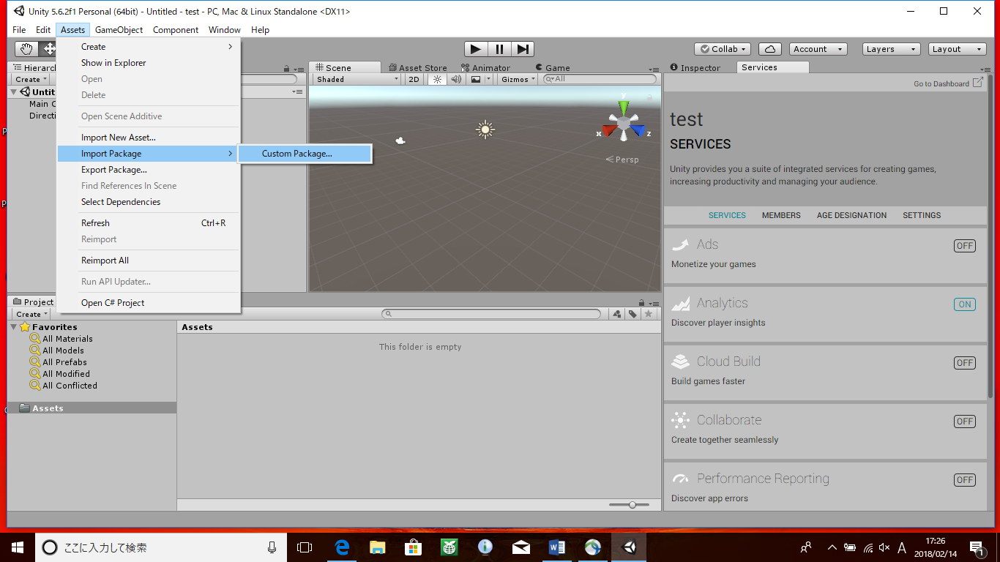 Unity 5.6.2f1 Personal (64bit) - Untitled - test - PC, Mac & Linux Standalone <DX11>
File Edit Assets GameObject Component Window Help
Collab Account Layers Layout
Create
Show in Explorer
Open
Delete
Open Scene Additive
Import New Asset...
Import Package
Custom Package...
Export Package...
Find References In Scene
Select Dependencies
Refresh Ctrl+R
Reimport
Reimport All
Run API Updater...
Open C# Project
Hierarch
Create
Untit
Main C
Directi
Scene Asset Store Animator Game
Shaded 2D Gizmos All
y
x z
Persp
Inspector Services
Go to Dashboard
test
SERVICES
Unity provides you a suite of integrated services for creating games,
increasing productivity and managing your audience.
SERVICES MEMBERS AGE DESIGNATION SETTINGS
Ads OFF
Monetize your games
Analytics ON
Discover player insights
Cloud Build OFF
Build games faster
Collaborate OFF
Create together seamlessly
Performance Reporting OFF
Discover app errors
Project
Create
Favorites
All Materials
All Models
All Prefabs
All Modified
All Conflicted
Assets
Assets
This folder is empty
ここに入力して検索
A
17:26
2018/02/14
1